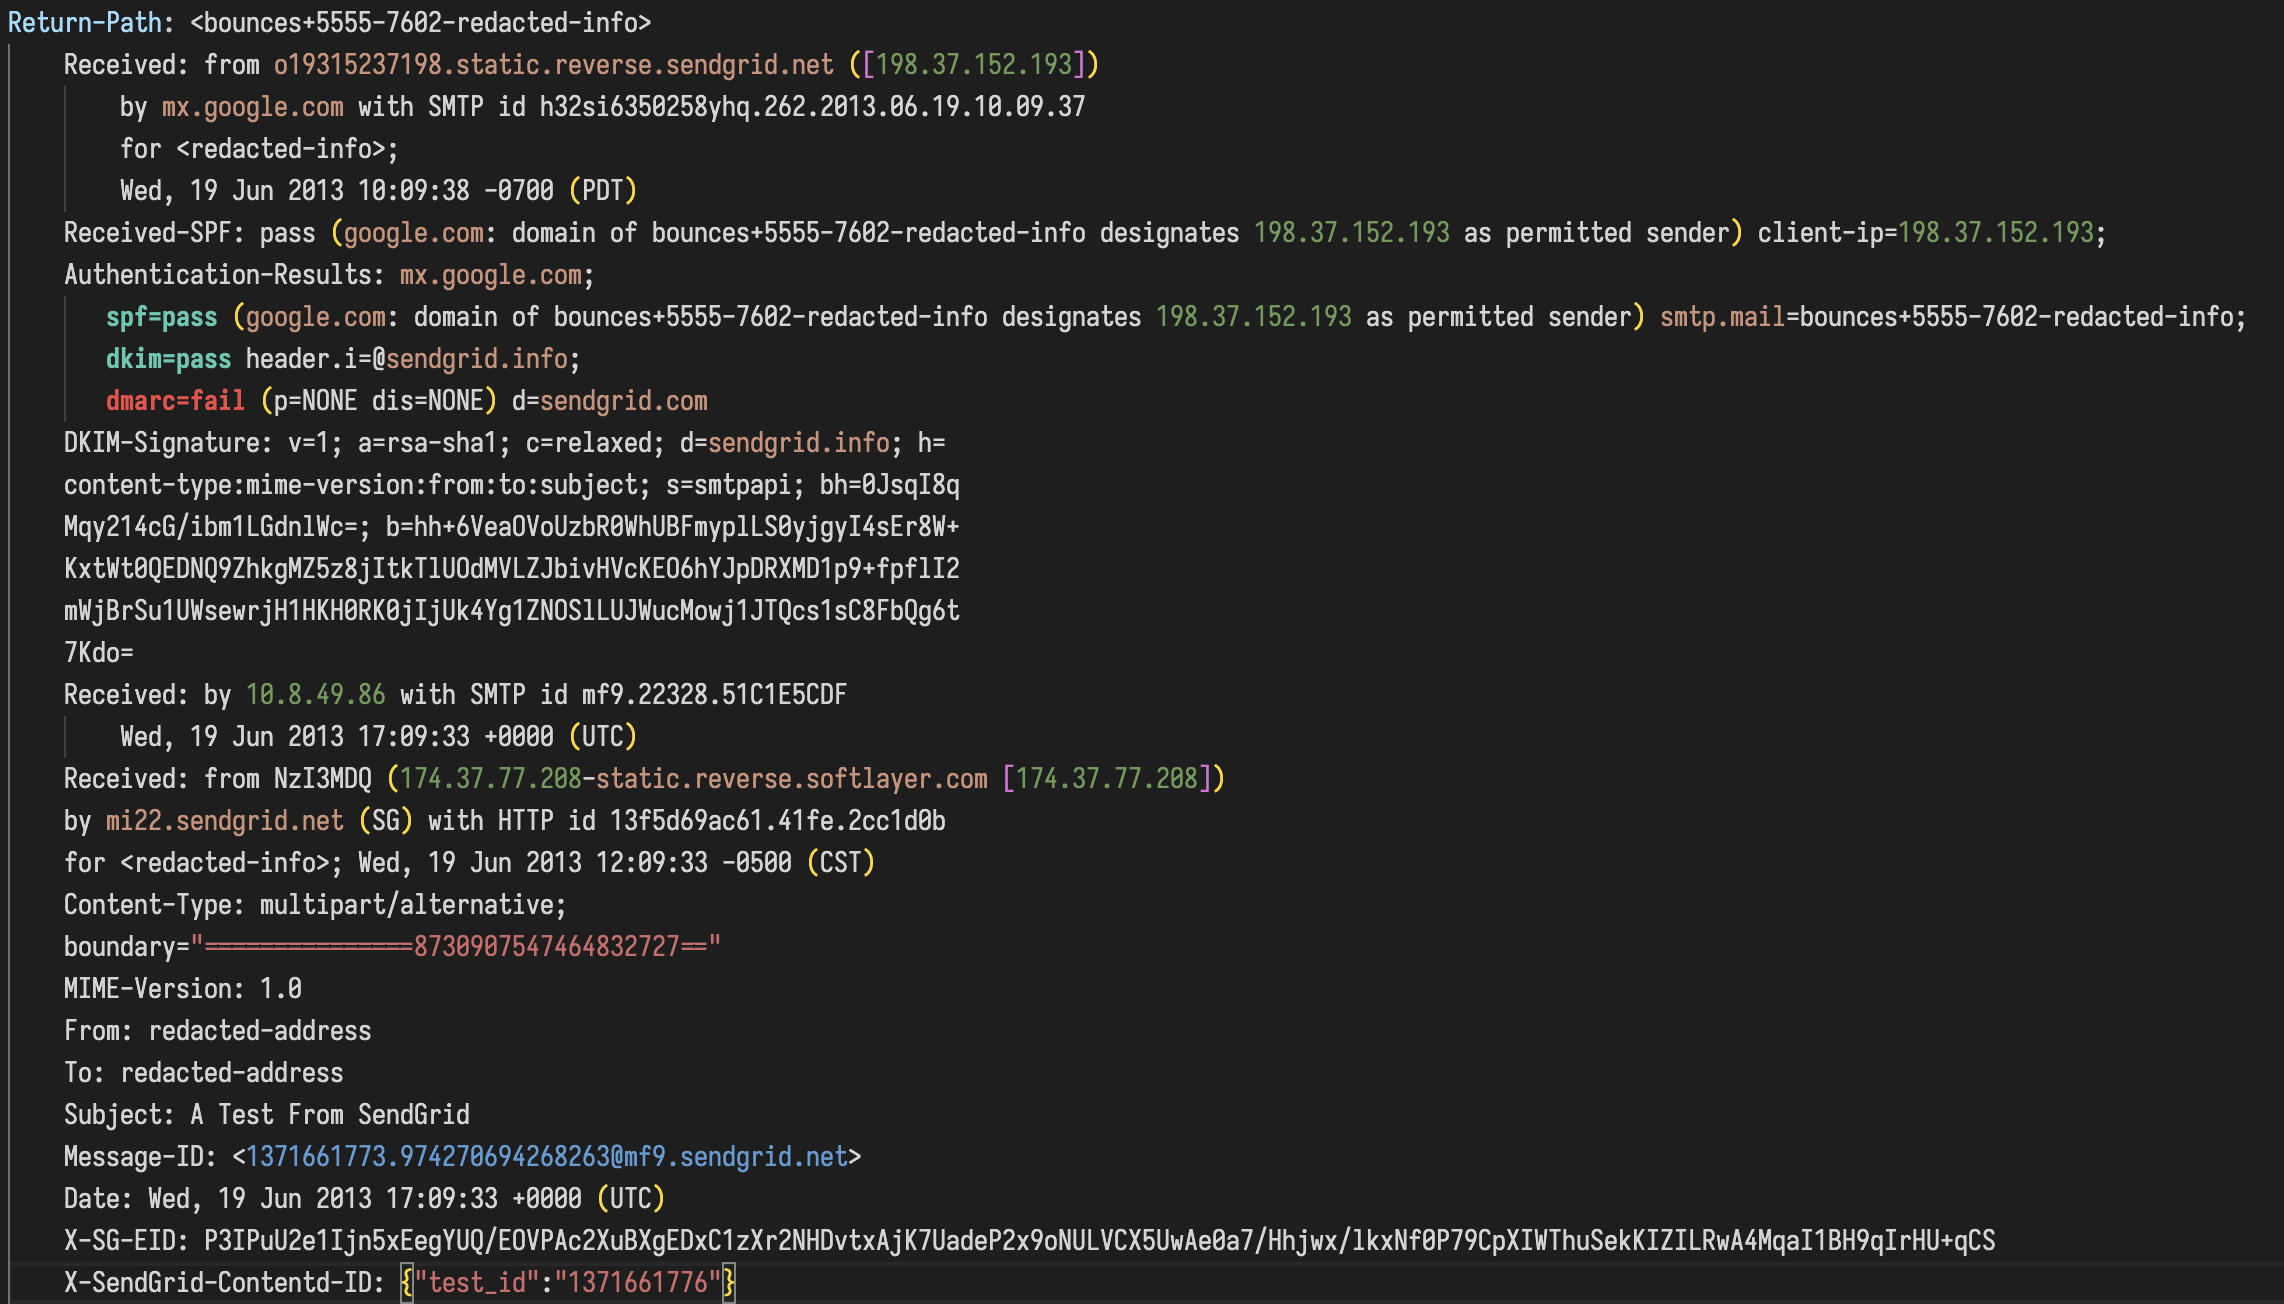 Return-Path: <bounces+5555-7602-redacted-info>
Received: from o19315237198.static.reverse.sendgrid.net ([198.37.152.193])
by mx.google.com with SMTP id h32si6350258yhq.262.2013.06.19.10.09.37
for <redacted-info>;
Wed, 19 Jun 2013 10:09:38 -0700 (PDT)
Received-SPF: pass (google.com: domain of bounces+5555-7602-redacted-info designates 198.37.152.193 as permitted sender) client-ip=198.37.152.193;
Authentication-Results: mx.google.com;
spf=pass (google.com: domain of bounces+5555-7602-redacted-info designates 198.37.152.193 as permitted sender) smtp.mail=bounces+5555-7602-redacted-info;
dkim=pass header.i=@sendgrid.info;
dmarc=fail (p=NONE dis=NONE) d=sendgrid.com
DKIM-Signature: v=1; a=rsa-sha1; c=relaxed; d=sendgrid.info; h=
content-type:mime-version:from:to:subject; s=smtpapi; bh=0JsqI8q
Mqy214cG/ibm1LGdnlWc=; b=hh+6VeaOVoUzbR0WhUBFmyplLS0yjgyI4sEr8W+
KxtWt0QEDNQ9ZhkgMZ5z8jItkTlUOdMVLZJbivHVcKEO6hYJpDRXMD1p9+fpflI2
mWjBrSu1UWsewrjH1HKH0RK0jIjUk4Yg1ZNOSlLUJWucMowj1JTQcs1sC8FbQg6t
7Kdo=
Received: by 10.8.49.86 with SMTP id mf9.22328.51C1E5CDF
Wed, 19 Jun 2013 17:09:33 +0000 (UTC)
Received: from NzI3MDQ (174.37.77.208-static.reverse.softlayer.com [174.37.77.208])
by mi22.sendgrid.net (SG) with HTTP id 13f5d69ac61.41fe.2cc1d0b
for <redacted-info>; Wed, 19 Jun 2013 12:09:33 -0500 (CST)
Content-Type: multipart/alternative;
boundary="===============8730907547464832727=="
MIME-Version: 1.0
From: redacted-address
To: redacted-address
Subject: A Test From SendGrid
Message-ID: <1371661773.974270694268263@mf9.sendgrid.net>
Date: Wed, 19 Jun 2013 17:09:33 +0000 (UTC)
X-SG-EID: P3IPuU2e1Ijn5xEegYUQ/EOVPAc2XuBXgEDxC1zXr2NHDvtxAjK7UadeP2x9oNULVCX5UwAe0a7/Hhjwx/lkxNf0P79CpXIWThuSekKIZILRwA4MqaI1BH9qIrHU+qCS
X-SendGrid-Contentd-ID: {"test_id":"1371661776"}